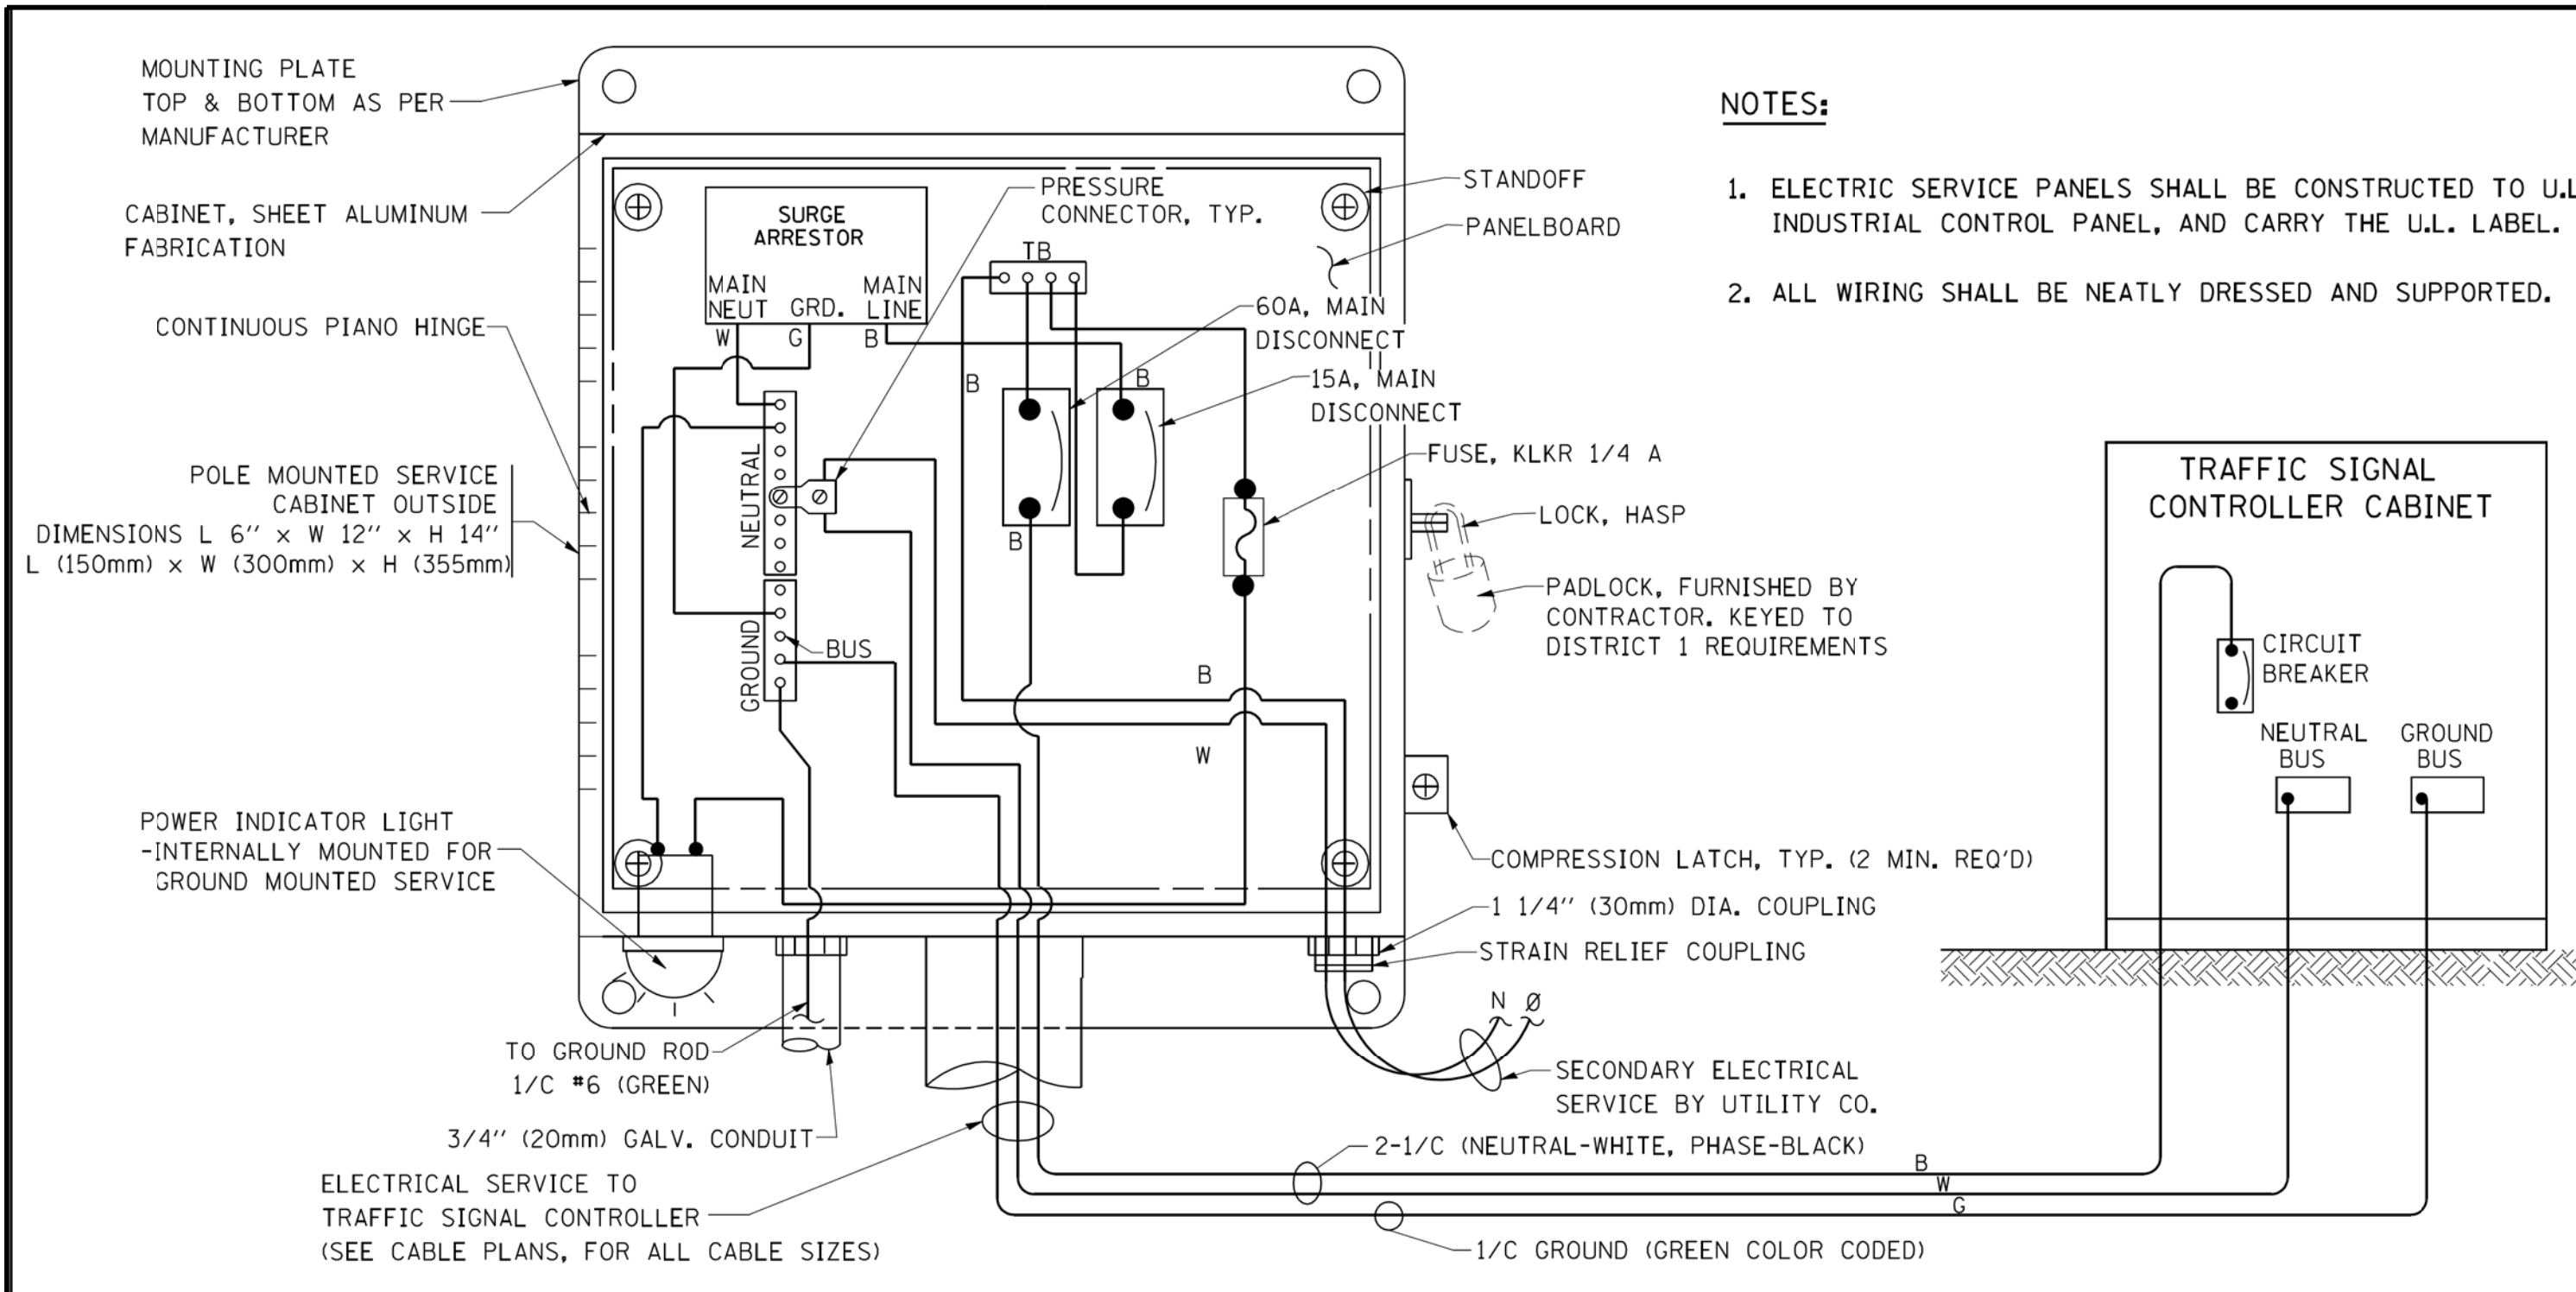 MOUNTING PLATE
TOP & BOTTOM AS PER
MANUFACTURER
CABINET, SHEET ALUMINUM
FABRICATION
CONTINUOUS PIANO HINGE
POLE MOUNTED SERVICE
CABINET OUTSIDE
DIMENSIONS L 6'' x W 12'' x H 14''
L (150mm) x W (300mm) x H (355mm)
POWER INDICATOR LIGHT
-INTERNALLY MOUNTED FOR
GROUND MOUNTED SERVICE
SURGE
ARRESTOR
MAIN
NEUT
GRD.
MAIN
LINE
W
G
B
PRESSURE
CONNECTOR, TYP.
TB
B
B
B
NEUTRAL
GROUND
BUS
B
W
STANDOFF
PANELBOARD
60A, MAIN
DISCONNECT
15A, MAIN
DISCONNECT
FUSE, KLKR 1/4 A
LOCK, HASP
PADLOCK, FURNISHED BY
CONTRACTOR. KEYED TO
DISTRICT 1 REQUIREMENTS
COMPRESSION LATCH, TYP. (2 MIN. REQ'D)
1 1/4'' (30mm) DIA. COUPLING
STRAIN RELIEF COUPLING
N Ø
SECONDARY ELECTRICAL
SERVICE BY UTILITY CO.
TO GROUND ROD
1/C #6 (GREEN)
3/4'' (20mm) GALV. CONDUIT
ELECTRICAL SERVICE TO
TRAFFIC SIGNAL CONTROLLER
(SEE CABLE PLANS, FOR ALL CABLE SIZES)
2-1/C (NEUTRAL-WHITE, PHASE-BLACK)
B
W
G
1/C GROUND (GREEN COLOR CODED)
NOTES:
1. ELECTRIC SERVICE PANELS SHALL BE CONSTRUCTED TO U.L
INDUSTRIAL CONTROL PANEL, AND CARRY THE U.L. LABEL.
2. ALL WIRING SHALL BE NEATLY DRESSED AND SUPPORTED.
TRAFFIC SIGNAL
CONTROLLER CABINET
CIRCUIT
BREAKER
NEUTRAL
BUS
GROUND
BUS